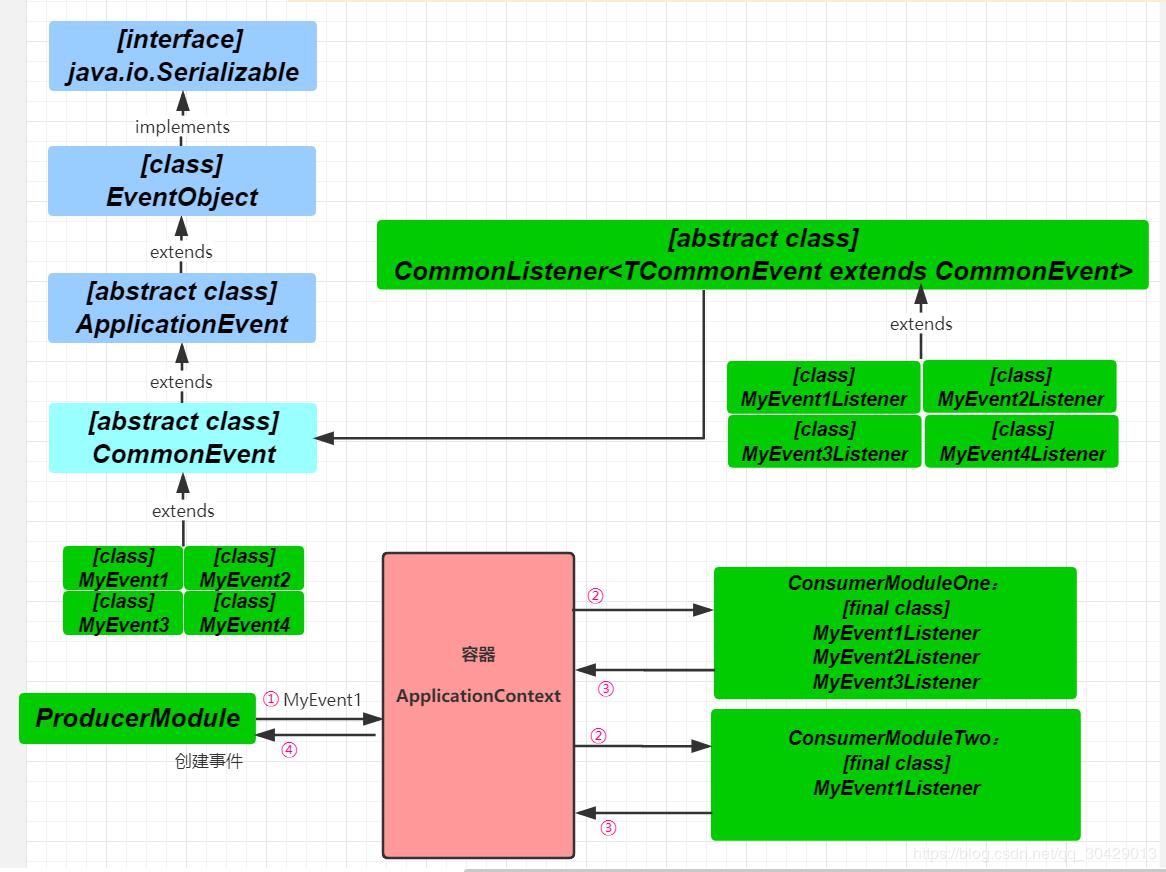 [interface]
java.io.Serializable
implements
[class]
EventObject
extends
[abstract class]
ApplicationEvent
extends
[abstract class]
CommonEvent
extends
[class]
MyEvent1
[class]
MyEvent2
[class]
MyEvent3
[class]
MyEvent4
[abstract class]
CommonListener<TCommonEvent extends CommonEvent>
extends
[class]
MyEvent1Listener
[class]
MyEvent2Listener
[class]
MyEvent3Listener
[class]
MyEvent4Listener
ProducerModule
① MyEvent1
④
创建事件
容器
ApplicationContext
②
③
②
③
ConsumerModuleOne：
[final class]
MyEvent1Listener
MyEvent2Listener
MyEvent3Listener
ConsumerModuleTwo：
[final class]
MyEvent1Listener
https://blog.csdn.net/qq_30429013